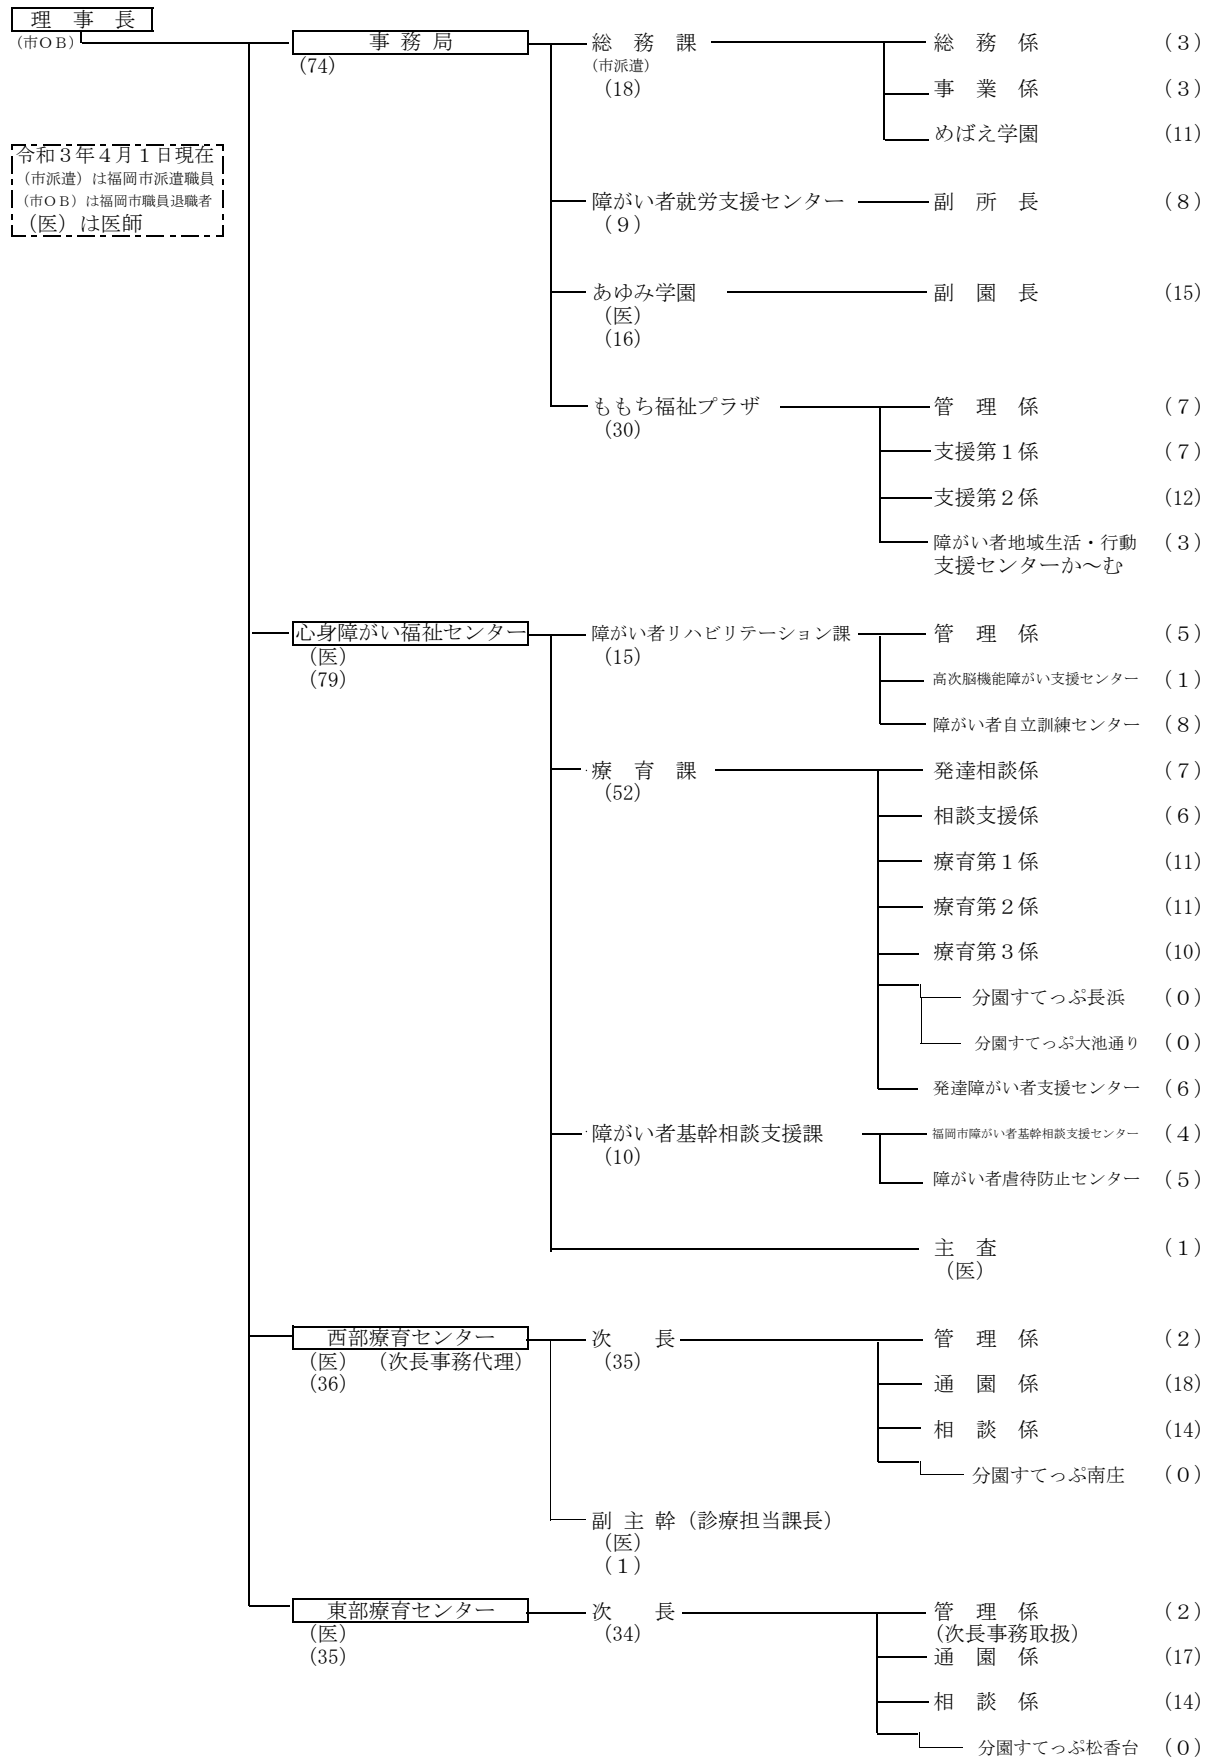 理　事　長
（市ＯＢ）
令和３年４月１日現在
（市派遣）は福岡市派遣職員
（市ＯＢ）は福岡市職員退職者
（医）は医師
事 務 局
(74)
総　務　課
（市派遣）
(18)
総　務　係 (３)
事　業　係 (３)
めばえ学園 (11)
障がい者就労支援センター
(９)
副　所　長 (８)
あゆみ学園
（医）
(16)
副　園　長 (15)
ももち福祉プラザ
(30)
管　理　係 (７)
支援第１係 (７)
支援第２係 (12)
障がい者地域生活・行動 (３)
支援センターか～む
心身障がい福祉センター
（医）
(79)
障がい者リハビリテーション課
(15)
管　理　係 (５)
高次脳機能障がい支援センター (１)
障がい者自立訓練センター (８)
療　育　課
(52)
発達相談係 (７)
相談支援係 (６)
療育第１係 (11)
療育第２係 (11)
療育第３係 (10)
分園すてっぷ長浜 (０)
分園すてっぷ大池通り (０)
発達障がい者支援センター (６)
障がい者基幹相談支援課
(10)
福岡市障がい者基幹相談支援センター (４)
障がい者虐待防止センター (５)
主　査 (１)
（医）
西部療育センター
（医）　（次長事務代理）
(36)
次　　長
(35)
管　理　係 (２)
通　園　係 (18)
相　談　係 (14)
分園すてっぷ南庄 (０)
副 主 幹（診療担当課長）
（医）
(１)
東部療育センター
（医）
(35)
次　　長
(34)
管　理　係 (２)
（次長事務取扱）
通　園　係 (17)
相　談　係 (14)
分園すてっぷ松香台 (０)